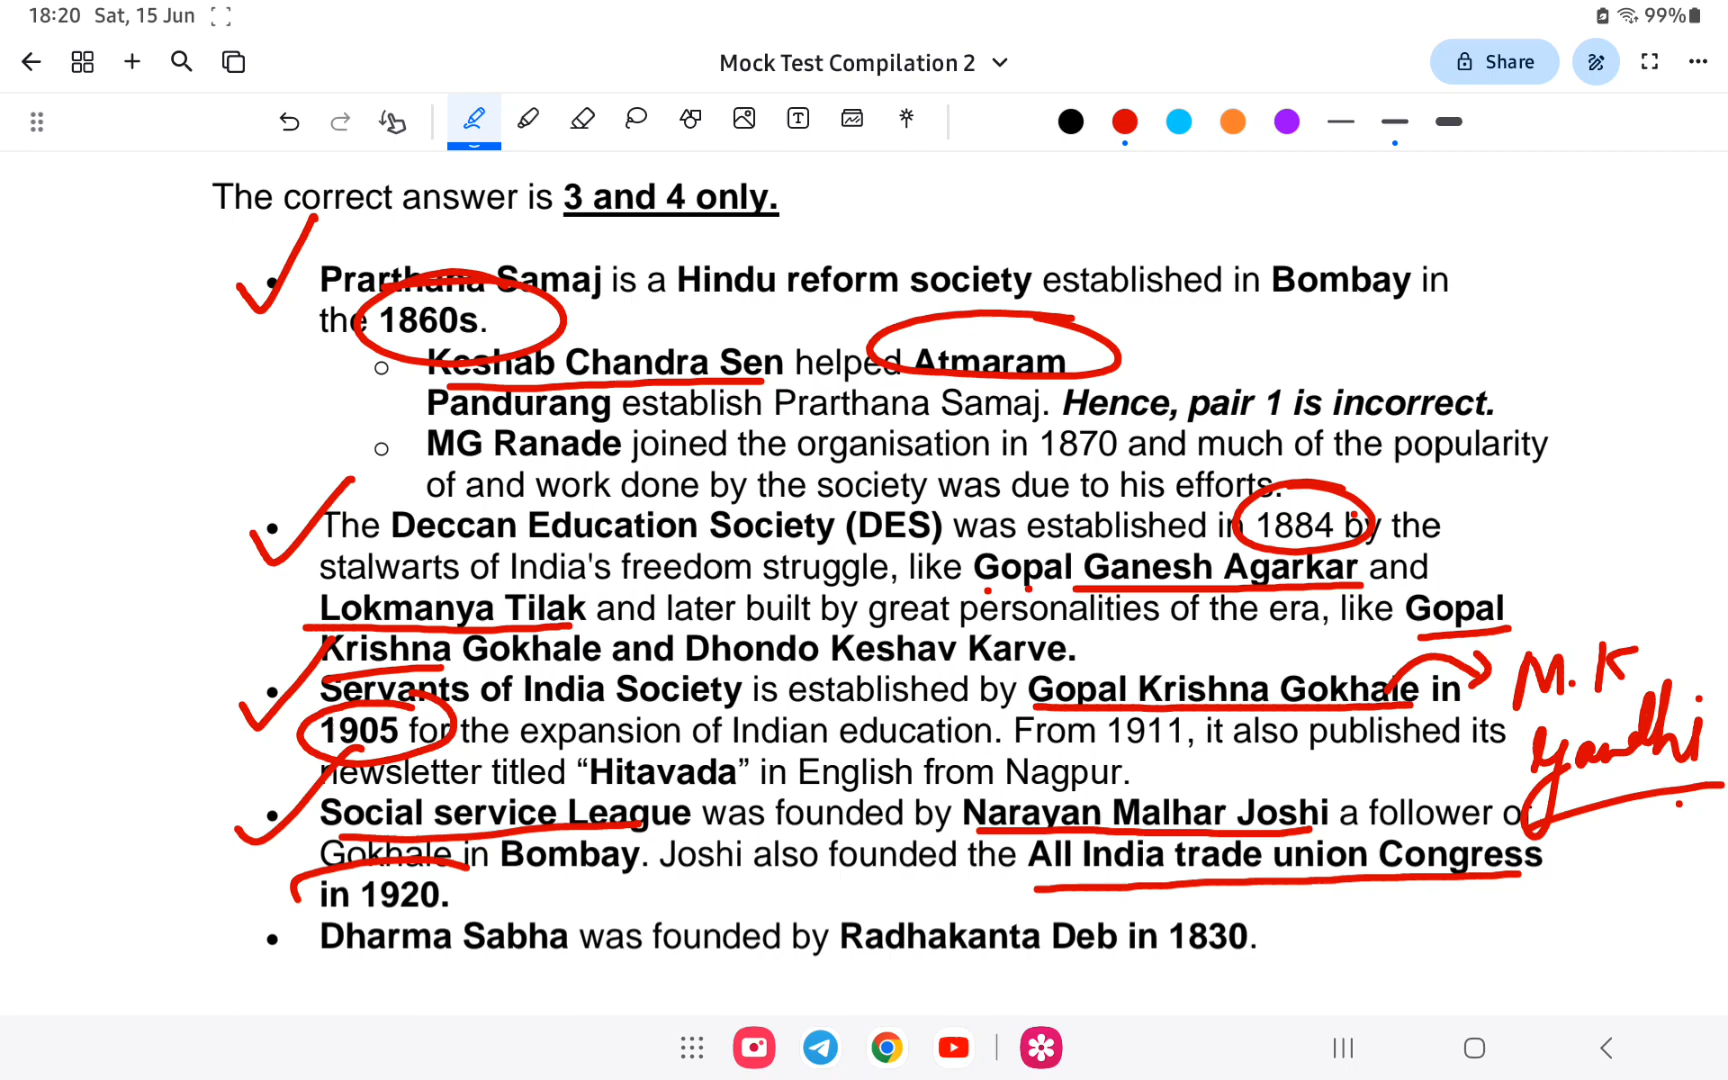 18:20 Sat, 15 Jun
99%
Mock Test Compilation 2
Share
The correct answer is 3 and 4 only.
Prarthana Samaj is a Hindu reform society established in Bombay in
the 1860s.
Keshab Chandra Sen helped Atmaram
Pandurang establish Prarthana Samaj. Hence, pair 1 is incorrect.
MG Ranade joined the organisation in 1870 and much of the popularity
of and work done by the society was due to his efforts.
The Deccan Education Society (DES) was established in 1884 by the
stalwarts of India's freedom struggle, like Gopal Ganesh Agarkar and
Lokmanya Tilak and later built by great personalities of the era, like Gopal
Krishna Gokhale and Dhondo Keshav Karve.
Servants of India Society is established by Gopal Krishna Gokhale in
1905 for the expansion of Indian education. From 1911, it also published its
newsletter titled “Hitavada” in English from Nagpur.
Social service League was founded by Narayan Malhar Joshi a follower of
Gokhale in Bombay. Joshi also founded the All India trade union Congress
in 1920.
Dharma Sabha was founded by Radhakanta Deb in 1830.
M. K
Gandhi